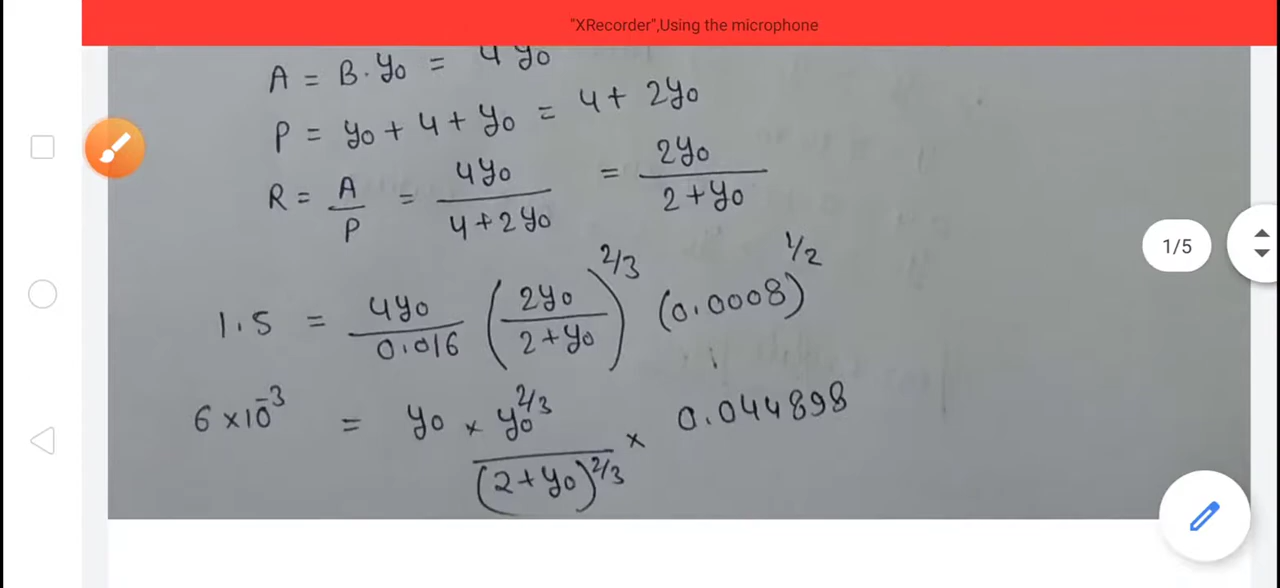 "XRecorder",Using the microphone
A = B.y0 = 4y0
P = y0 + 4 + y0 = 4 + 2y0
R = A/P = 4y0/(4+2y0) = 2y0/(2+y0)
1/5
1.5 = 4y0/0.016 (2y0/(2+y0))^2/3 (0.0008)^1/2
6×10^-3 = y0 × y0^2/3/(2+y0)^2/3 × 0.044898